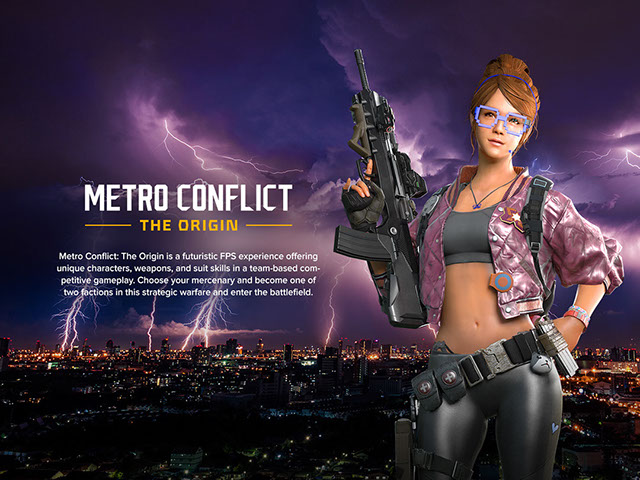 METRO CONFLICT
THE ORIGIN
Metro Conflict: The Origin is a futuristic FPS experience offering
unique characters, weapons, and suit skills in a team-based com-
petitive gameplay. Choose your mercenary and become one of
two factions in this strategic warfare and enter the battlefield.